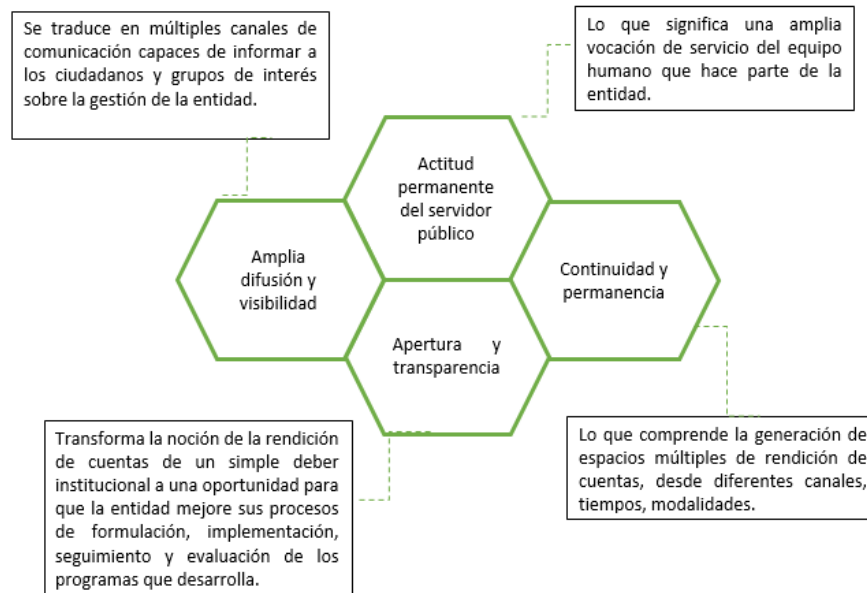 Se traduce en múltiples canales de
comunicación capaces de informar a
los ciudadanos y grupos de interés
sobre la gestión de la entidad.
Lo que significa una amplia
vocación de servicio del equipo
humano que hace parte de la
entidad.
Actitud
permanente
del servidor
público
Amplia
difusión y
visibilidad
Continuidad y
permanencia
Apertura y
transparencia
Transforma la noción de la rendición
de cuentas de un simple deber
institucional a una oportunidad para
que la entidad mejore sus procesos
de formulación, implementación,
seguimiento y evaluación de los
programas que desarrolla.
Lo que comprende la generación de
espacios múltiples de rendición de
cuentas, desde diferentes canales,
tiempos, modalidades.